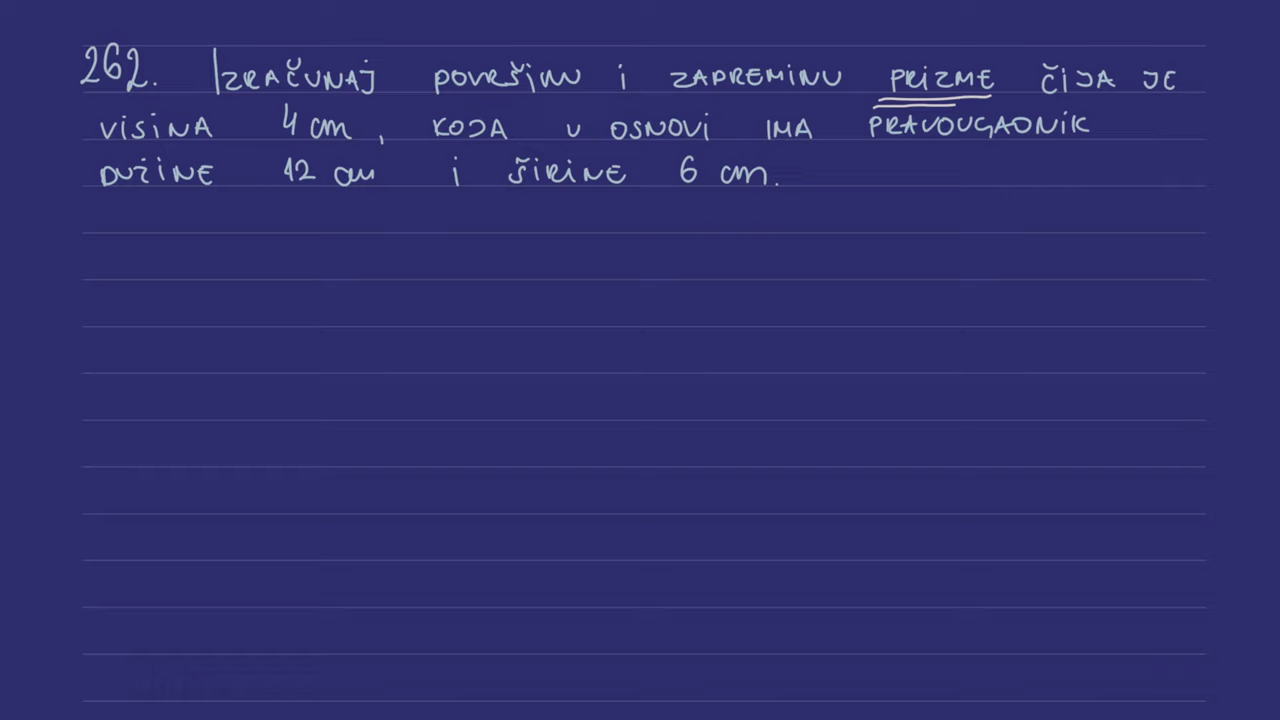 262. IZRAČUNAJ POVRŠINU I ZAPREMINU PRIZME ČIJA JE
VISINA 4 cm, KOJA U OSNOVI IMA PRAVOUGAONIK
DUŽINE 12 cm I ŠIRINE 6 cm.